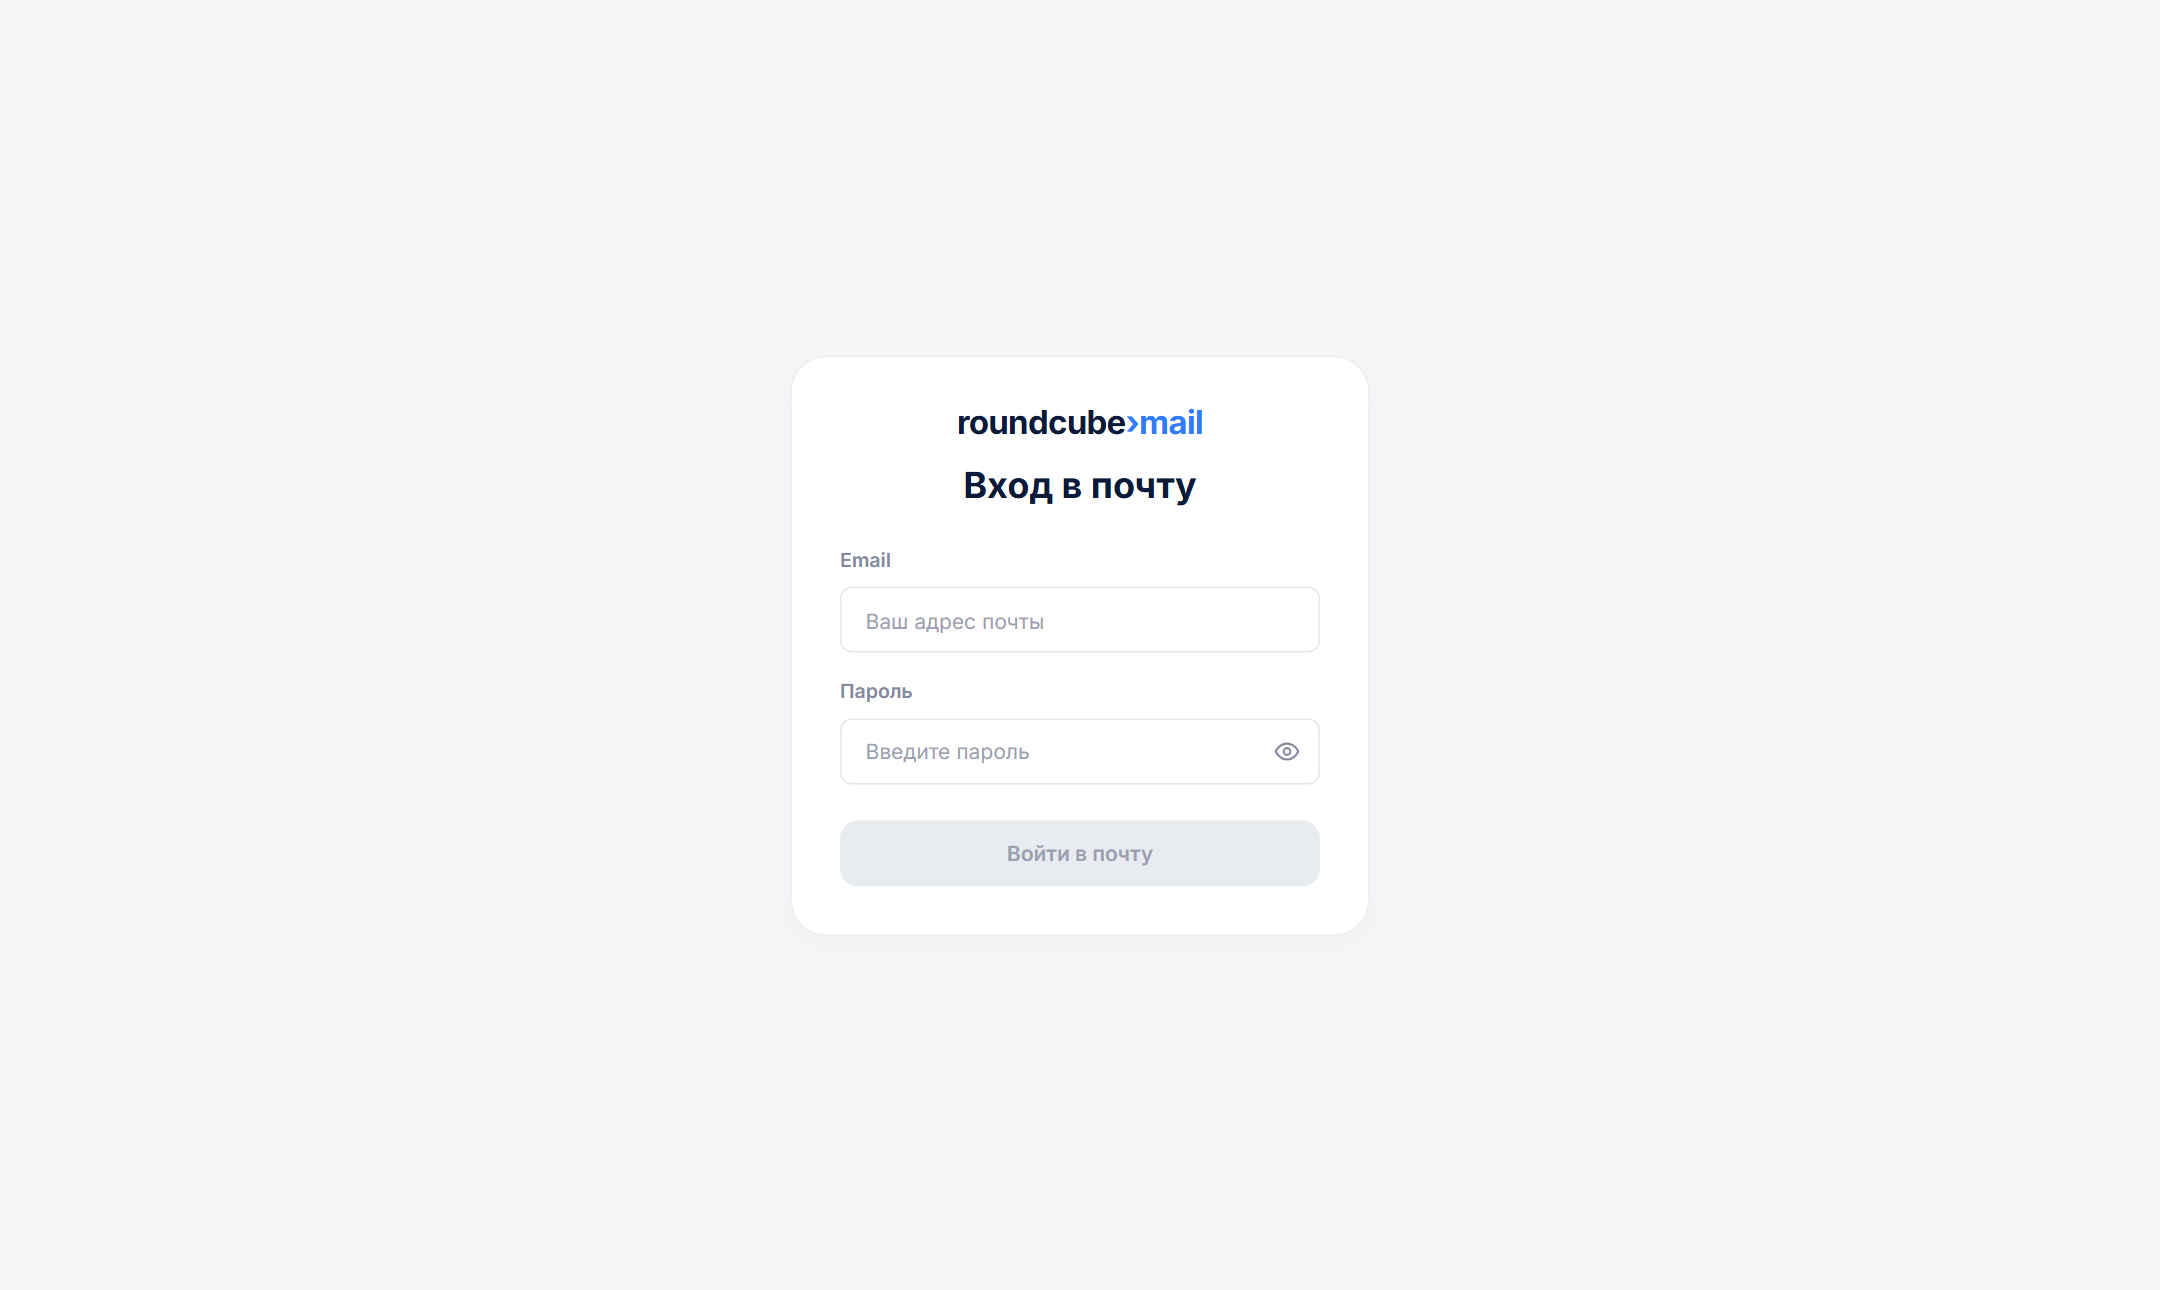 roundcube›mail
Вход в почту
Email
Ваш адрес почты
Пароль
Введите пароль
Войти в почту